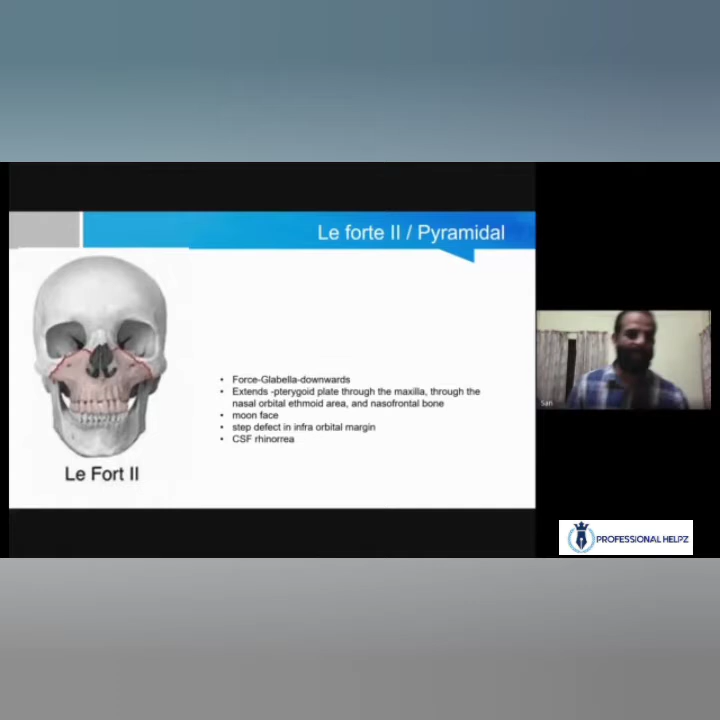 Le forte II / Pyramidal
• Force-Glabella-downwards
• Extends -pterygoid plate through the maxilla, through the
nasal orbital ethmoid area, and nasofrontal bone
• moon face
• step defect in infra orbital margin
• CSF rhinorrea
Le Fort II
San
PROFESSIONAL HELPZ